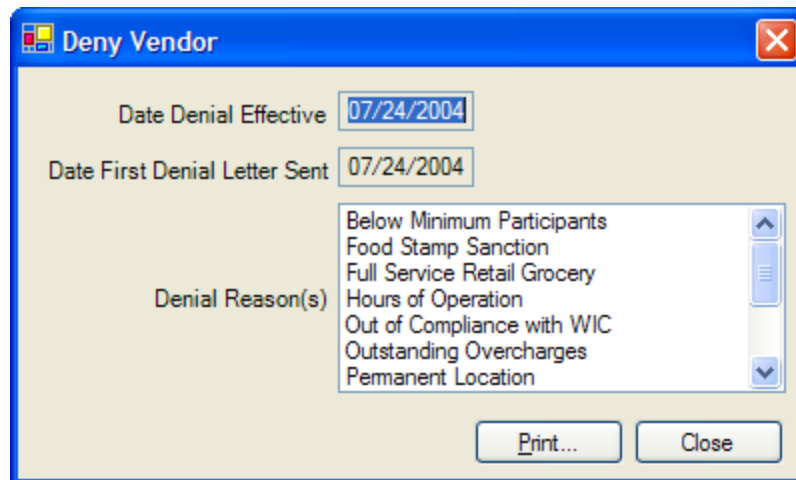 Deny Vendor
Date Denial Effective 07/24/2004
Date First Denial Letter Sent 07/24/2004
Denial Reason(s)
Below Minimum Participants
Food Stamp Sanction
Full Service Retail Grocery
Hours of Operation
Out of Compliance with WIC
Outstanding Overcharges
Permanent Location
Print... Close